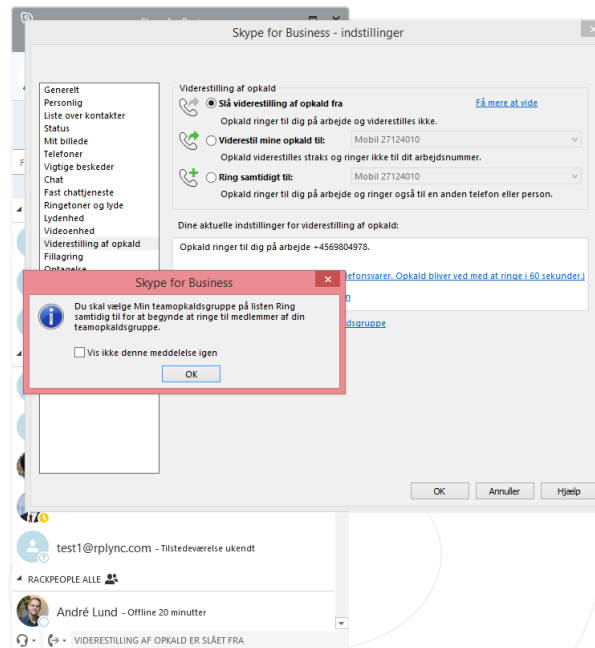 Skype for Business - indstillinger
Generelt
Personlig
Liste over kontakter
Status
Mit billede
Telefoner
Vigtige beskeder
Chat
Fast chattjeneste
Ringetoner og lyde
Lydenhed
Videoenhed
Viderestilling af opkald
Fillagring
Viderestilling af opkald
Slå viderestilling af opkald fra
Få mere at vide
Opkald ringer til dig på arbejde og viderestilles ikke.
Viderestil mine opkald til:
Mobil 27124010
Opkald viderestilles straks og ringer ikke til dit arbejdsnummer.
Ring samtidigt til:
Mobil 27124010
Opkald ringer til dig på arbejde og ringer også til en anden telefon eller person.
Dine aktuelle indstillinger for viderestilling af opkald:
Opkald ringer til dig på arbejde +4569804978.
efonsvarer. Opkald bliver ved med at ringe i 60 sekunder.)
n
dsgruppe
Skype for Business
Du skal vælge Min teamopkaldsgruppe på listen Ring
samtidig til for at begynde at ringe til medlemmer af din
teamopkaldsgruppe.
Vis ikke denne meddelelse igen
OK
OK
Annuller
Hjælp
test1@rplync.com - Tilstedeværelse ukendt
RACKPEOPLE ALLE
André Lund - Offline 20 minutter
VIDERESTILLING AF OPKALD ER SLÅET FRA